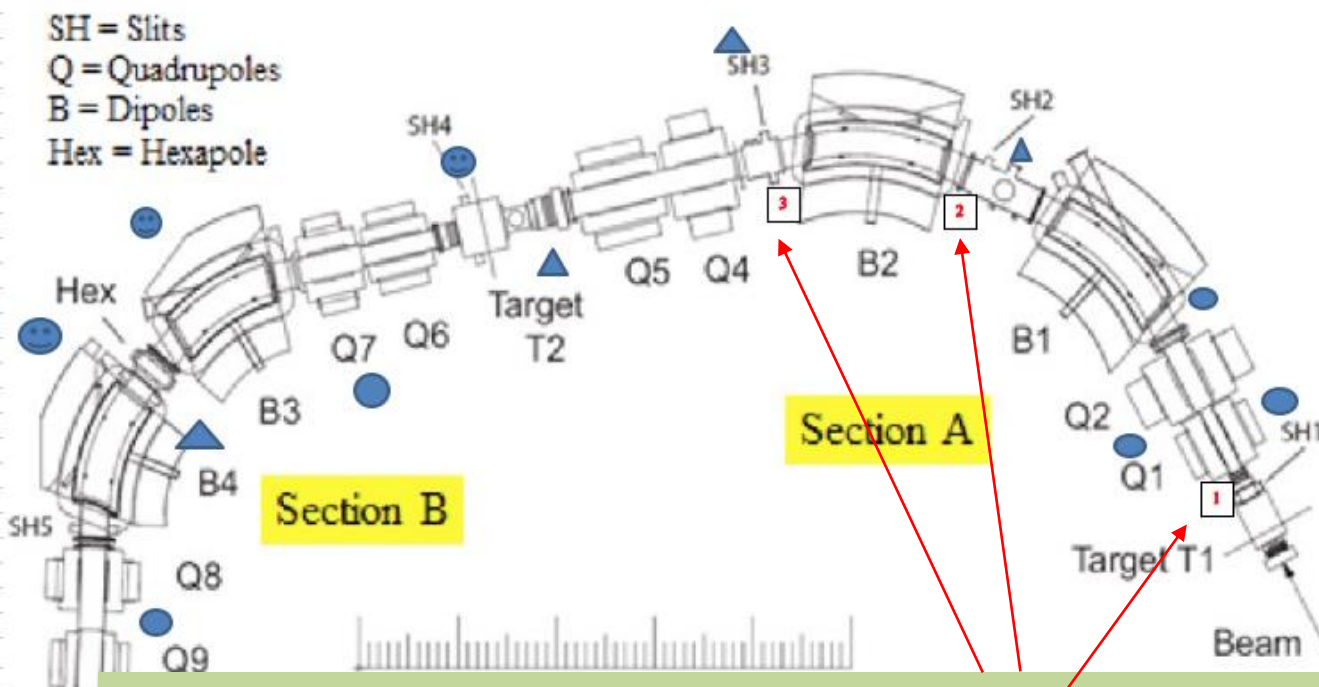 SH = Slits
Q = Quadrupoles
B = Dipoles
Hex = Hexapole
SH3
SH2
SH4
3
2
Q5
Q4
B2
Hex
Target
T2
Q7
Q6
B1
B3
Section A
Q2
SH1
B4
Q1
1
Section B
SH5
Q8
Target T1
Q9
Beam